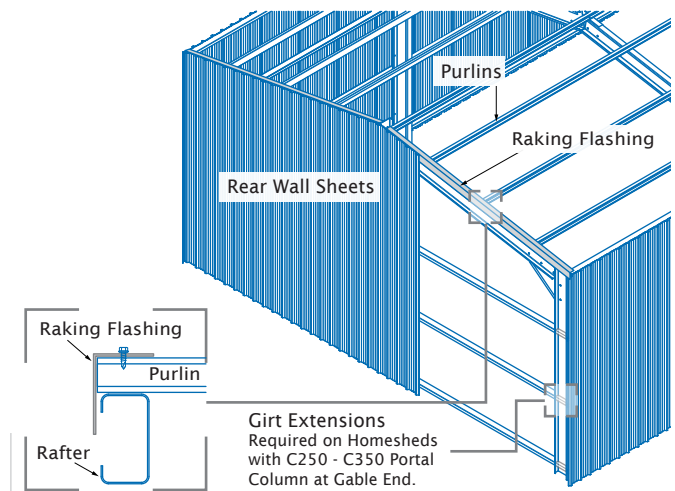 Purlins
Raking Flashing
Rear Wall Sheets
Raking Flashing
Purlin
Rafter
Girt Extensions
Required on Homesheds
with C250 - C350 Portal
Column at Gable End.